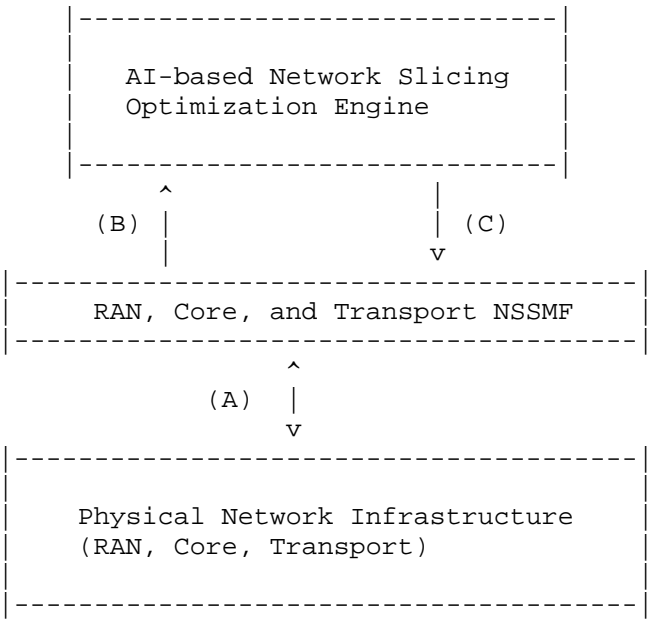 AI-based Network Slicing
Optimization Engine
(B)
(C)
RAN, Core, and Transport NSSMF
(A)
Physical Network Infrastructure
(RAN, Core, Transport)